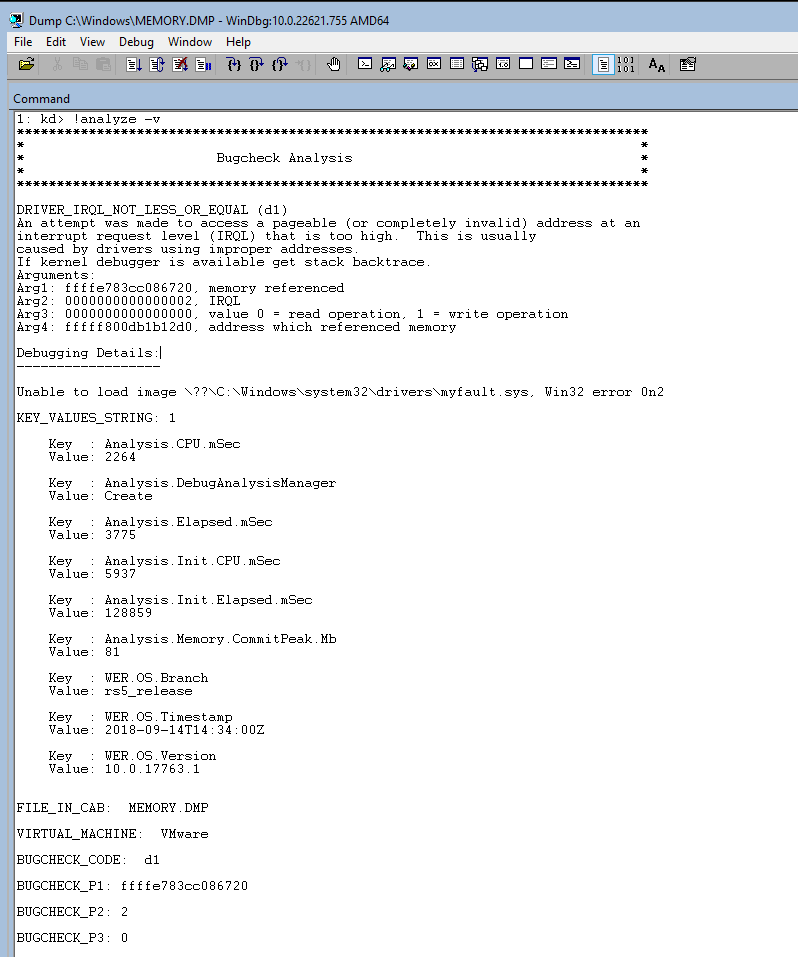 Dump C:\Windows\MEMORY.DMP - WinDbg:10.0.22621.755 AMD64
File Edit View Debug Window Help
Command
1: kd> !analyze -v
*******************************************************************************
*                                                                             *
*                        Bugcheck Analysis                                    *
*                                                                             *
*******************************************************************************
DRIVER_IRQL_NOT_LESS_OR_EQUAL (d1)
An attempt was made to access a pageable (or completely invalid) address at an
interrupt request level (IRQL) that is too high.  This is usually
caused by drivers using improper addresses.
If kernel debugger is available get stack backtrace.
Arguments:
Arg1: ffffe783cc086720, memory referenced
Arg2: 0000000000000002, IRQL
Arg3: 0000000000000000, value 0 = read operation, 1 = write operation
Arg4: fffff800db1b12d0, address which referenced memory
Debugging Details:
------------------
Unable to load image \??\C:\Windows\system32\drivers\myfault.sys, Win32 error 0n2
KEY_VALUES_STRING: 1
Key  : Analysis.CPU.mSec
Value: 2264
Key  : Analysis.DebugAnalysisManager
Value: Create
Key  : Analysis.Elapsed.mSec
Value: 3775
Key  : Analysis.Init.CPU.mSec
Value: 5937
Key  : Analysis.Init.Elapsed.mSec
Value: 128859
Key  : Analysis.Memory.CommitPeak.Mb
Value: 81
Key  : WER.OS.Branch
Value: rs5_release
Key  : WER.OS.Timestamp
Value: 2018-09-14T14:34:00Z
Key  : WER.OS.Version
Value: 10.0.17763.1
FILE_IN_CAB:  MEMORY.DMP
VIRTUAL_MACHINE:  VMware
BUGCHECK_CODE:  d1
BUGCHECK_P1: ffffe783cc086720
BUGCHECK_P2: 2
BUGCHECK_P3: 0